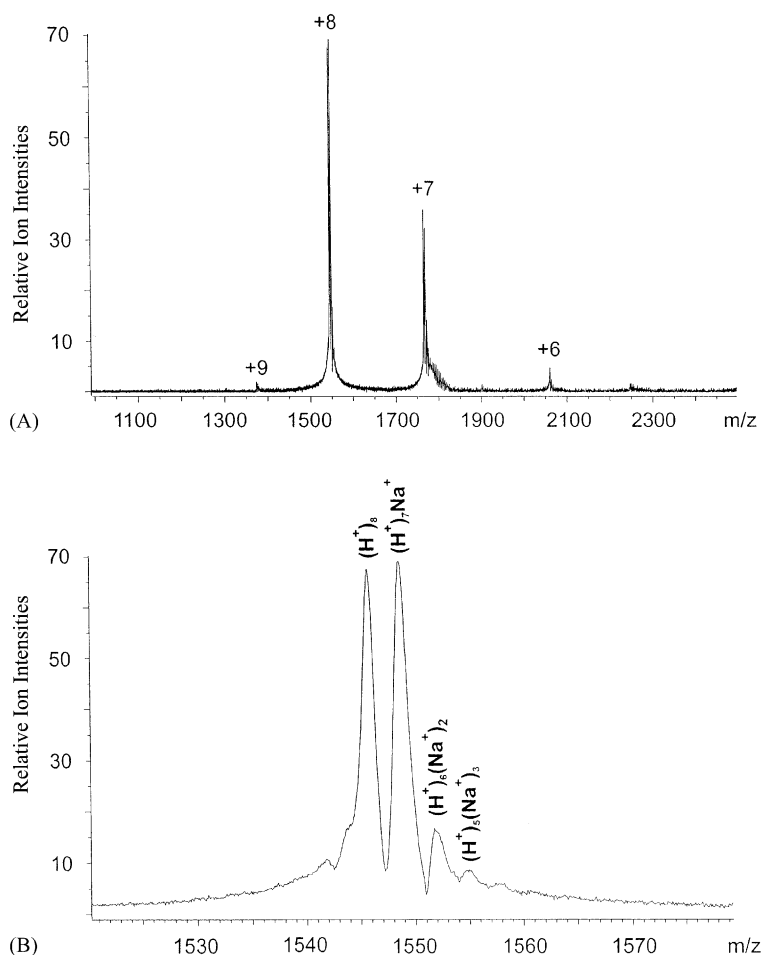 +8
70
50
+7
30
10
+9
+6
1100 1300 1500 1700 1900 2100 2300 m/z
Relative Ion Intensities
(A)
(H⁺)₈
(H⁺)₇Na⁺
(H⁺)₆(Na⁺)₂
(H⁺)₅(Na⁺)₃
70
50
30
10
1530 1540 1550 1560 1570 m/z
Relative Ion Intensities
(B)